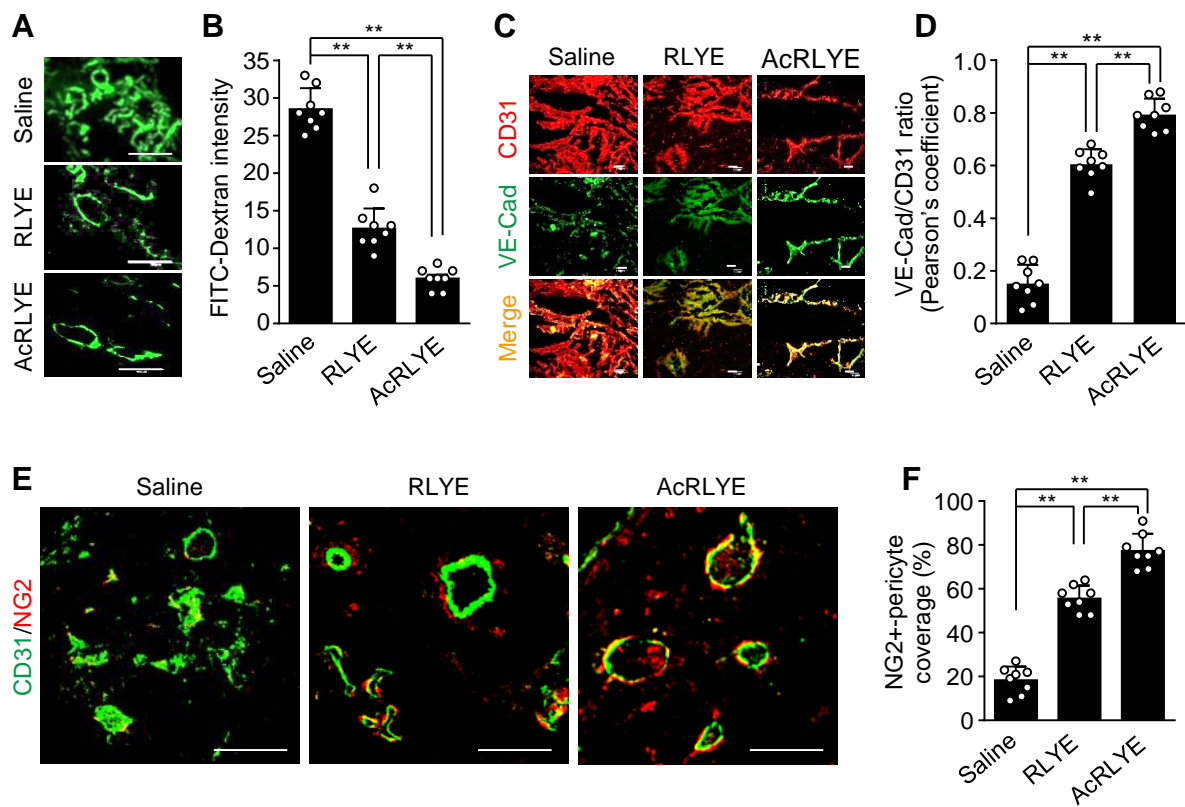 A
Saline
RLYE
AcRLYE
B
FITC-Dextran intensity
35
30
25
20
15
10
5
0
**
** **
Saline
RLYE
AcRLYE
C
Saline RLYE AcRLYE
CD31
VE-Cad
Merge
D
VE-Cad/CD31 ratio
(Pearson's coefficient)
1.0
0.8
0.6
0.4
0.2
0
**
** **
Saline
RLYE
AcRLYE
E
Saline RLYE AcRLYE
CD31/NG2
F
NG2+-pericyte
coverage (%)
100
80
60
40
20
0
**
** **
Saline
RLYE
AcRLYE